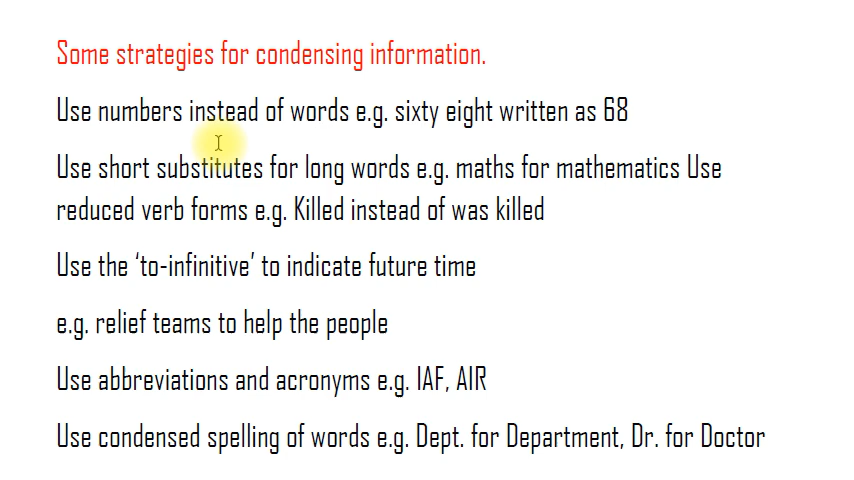 Some strategies for condensing information.
Use numbers instead of words e.g. sixty eight written as 68
Use short substitutes for long words e.g. maths for mathematics Use
reduced verb forms e.g. Killed instead of was killed
Use the ‘to-infinitive’ to indicate future time
e.g. relief teams to help the people
Use abbreviations and acronyms e.g. IAF, AIR
Use condensed spelling of words e.g. Dept. for Department, Dr. for Doctor